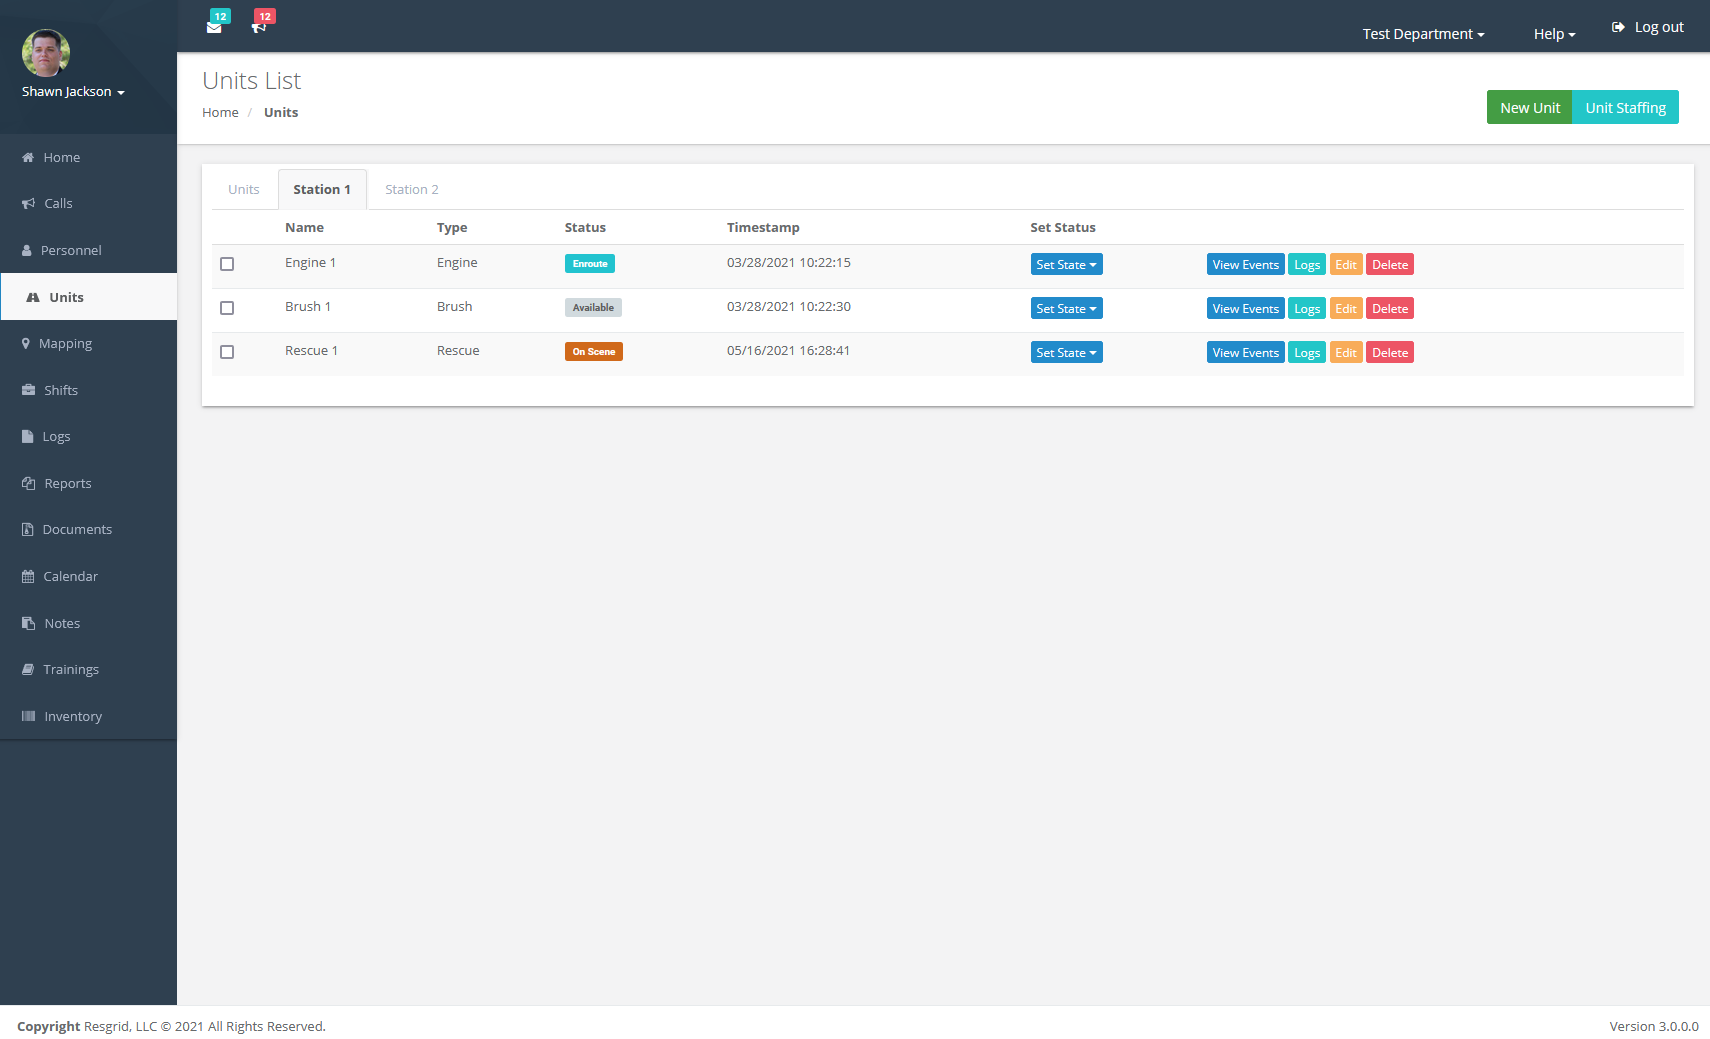 12 12
Test Department Help Log out
Shawn Jackson
Units List
Home / Units
New Unit Unit Staffing
Home
Calls
Personnel
Units
Mapping
Shifts
Logs
Reports
Documents
Calendar
Notes
Trainings
Inventory
Units Station 1 Station 2
Name Type Status Timestamp Set Status
Engine 1 Engine Enroute 03/28/2021 10:22:15 Set State View Events Logs Edit Delete
Brush 1 Brush Available 03/28/2021 10:22:30 Set State View Events Logs Edit Delete
Rescue 1 Rescue On Scene 05/16/2021 16:28:41 Set State View Events Logs Edit Delete
Copyright Resgrid, LLC © 2021 All Rights Reserved. Version 3.0.0.0